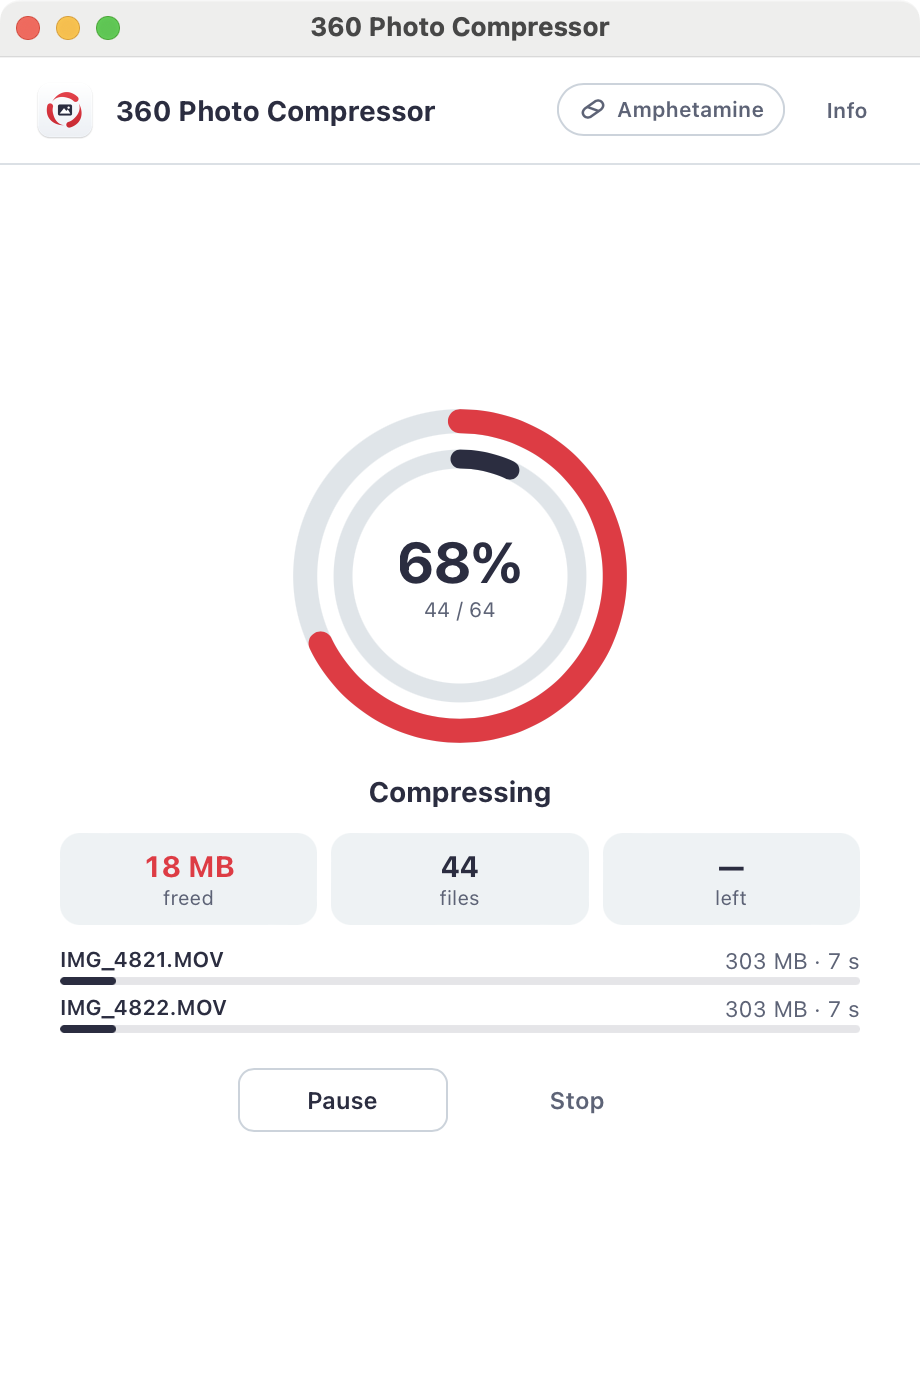 360 Photo Compressor
360 Photo Compressor
Amphetamine
Info
68%
44 / 64
Compressing
18 MB
freed
44
files
—
left
IMG_4821.MOV
303 MB · 7 s
IMG_4822.MOV
303 MB · 7 s
Pause
Stop